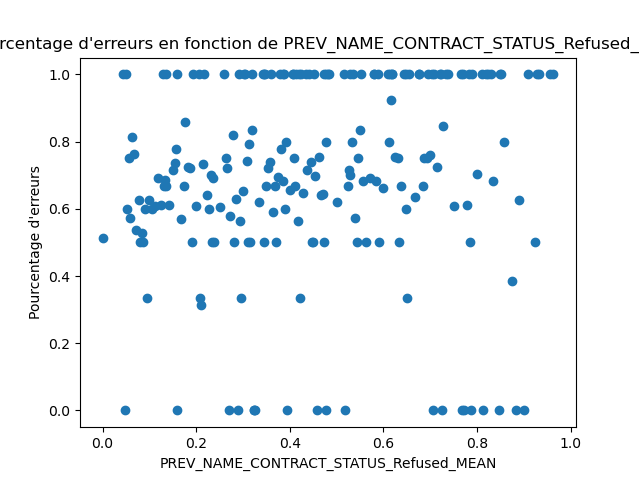 rcentage d'erreurs en fonction de PREV_NAME_CONTRACT_STATUS_Refused_
1.0
0.8
0.6
0.4
0.2
0.0
Pourcentage d'erreurs
0.0 0.2 0.4 0.6 0.8 1.0
PREV_NAME_CONTRACT_STATUS_Refused_MEAN